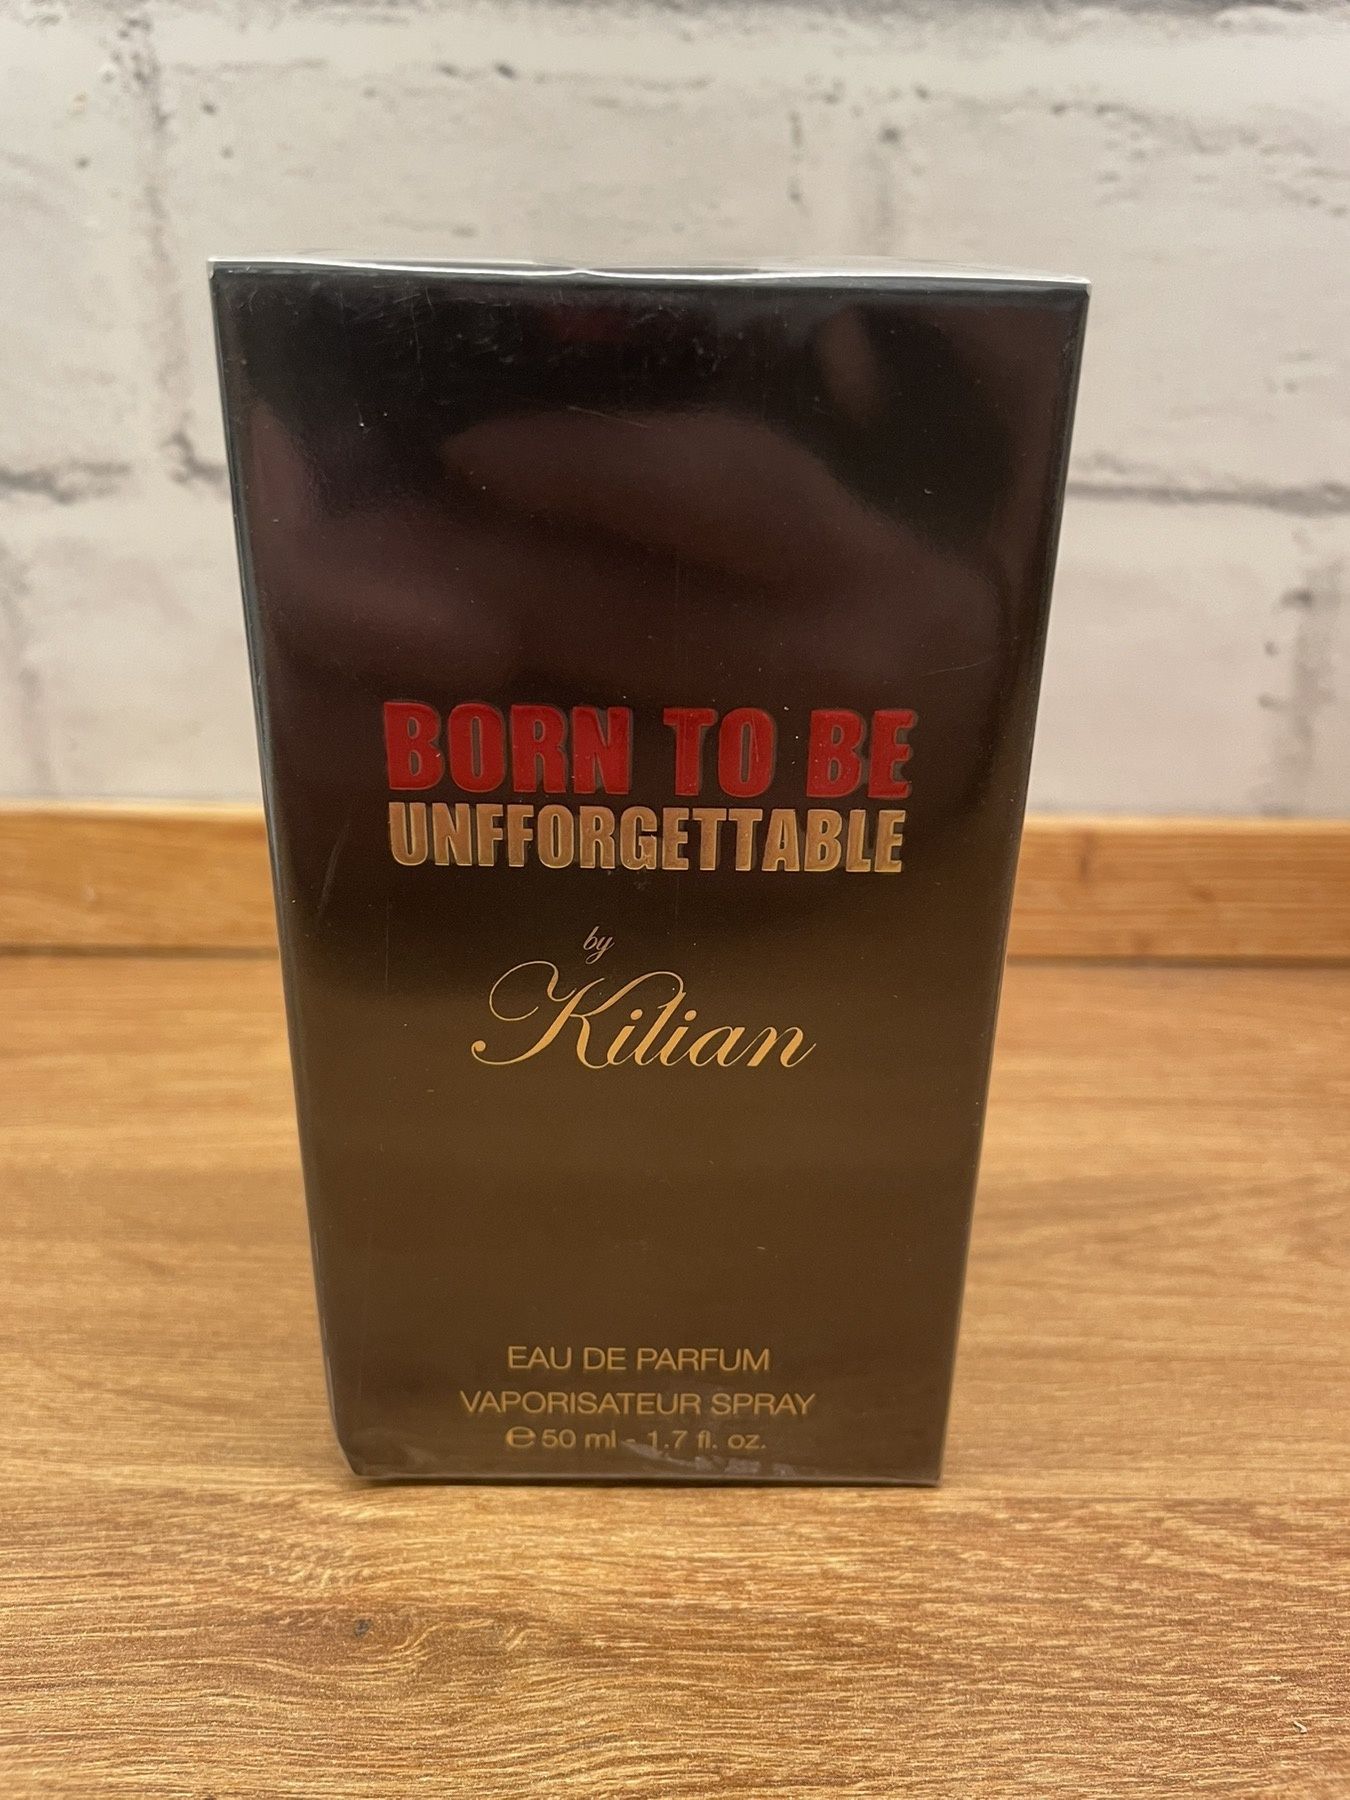 BORN TO BE
UNFFORGETTABLE
by
Kilian
EAU DE PARFUM
VAPORISATEUR SPRAY
℮ 50 ml - 1.7 fl. oz.